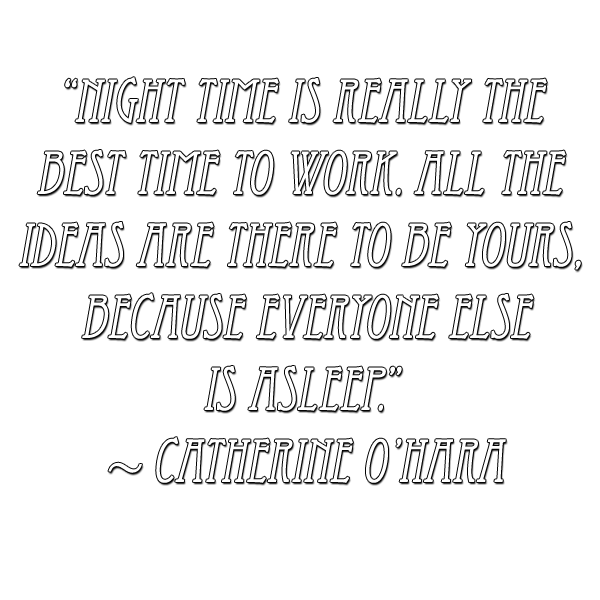 “NIGHT TIME IS REALLY THE
BEST TIME TO WORK. ALL THE
IDEAS ARE THERE TO BE YOURS,
BECAUSE EVERYONE ELSE
IS ASLEEP.”
~ CATHERINE O'HARA